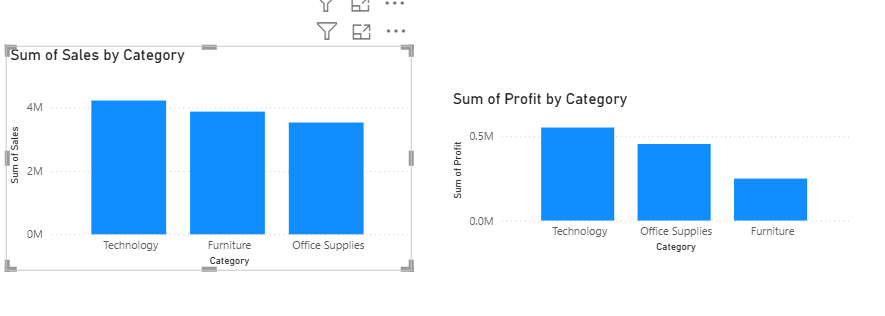 Sum of Sales by Category
4M
2M
0M
Sum of Sales
Technology Furniture Office Supplies
Category
Sum of Profit by Category
0.5M
0.0M
Sum of Profit
Technology Office Supplies Furniture
Category